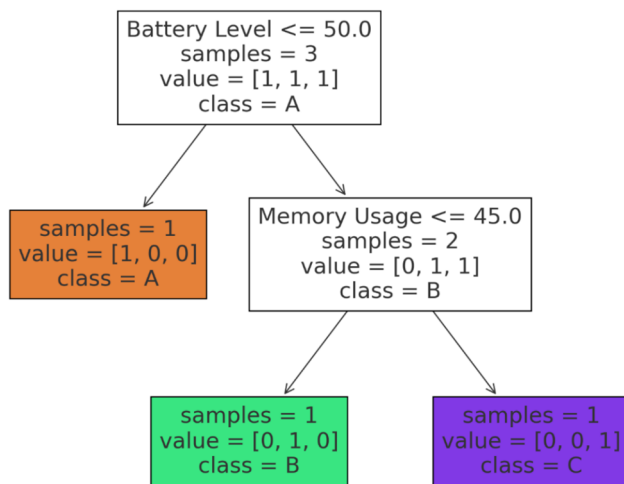 Battery Level <= 50.0
samples = 3
value = [1, 1, 1]
class = A
samples = 1
value = [1, 0, 0]
class = A
Memory Usage <= 45.0
samples = 2
value = [0, 1, 1]
class = B
samples = 1
value = [0, 1, 0]
class = B
samples = 1
value = [0, 0, 1]
class = C